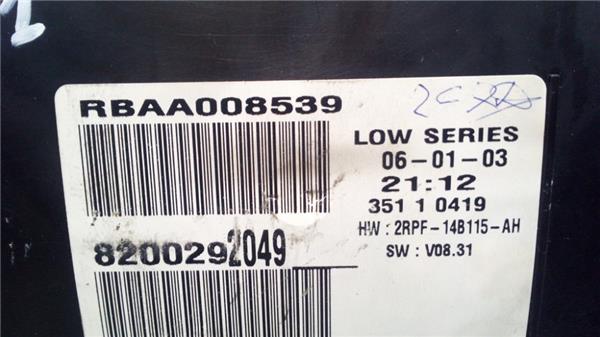 RBAA008539
LOW SERIES
06-01-03
21:12
351 1 0419
HW : 2RPF-14B115-AH
SW : V08.31
8200292049